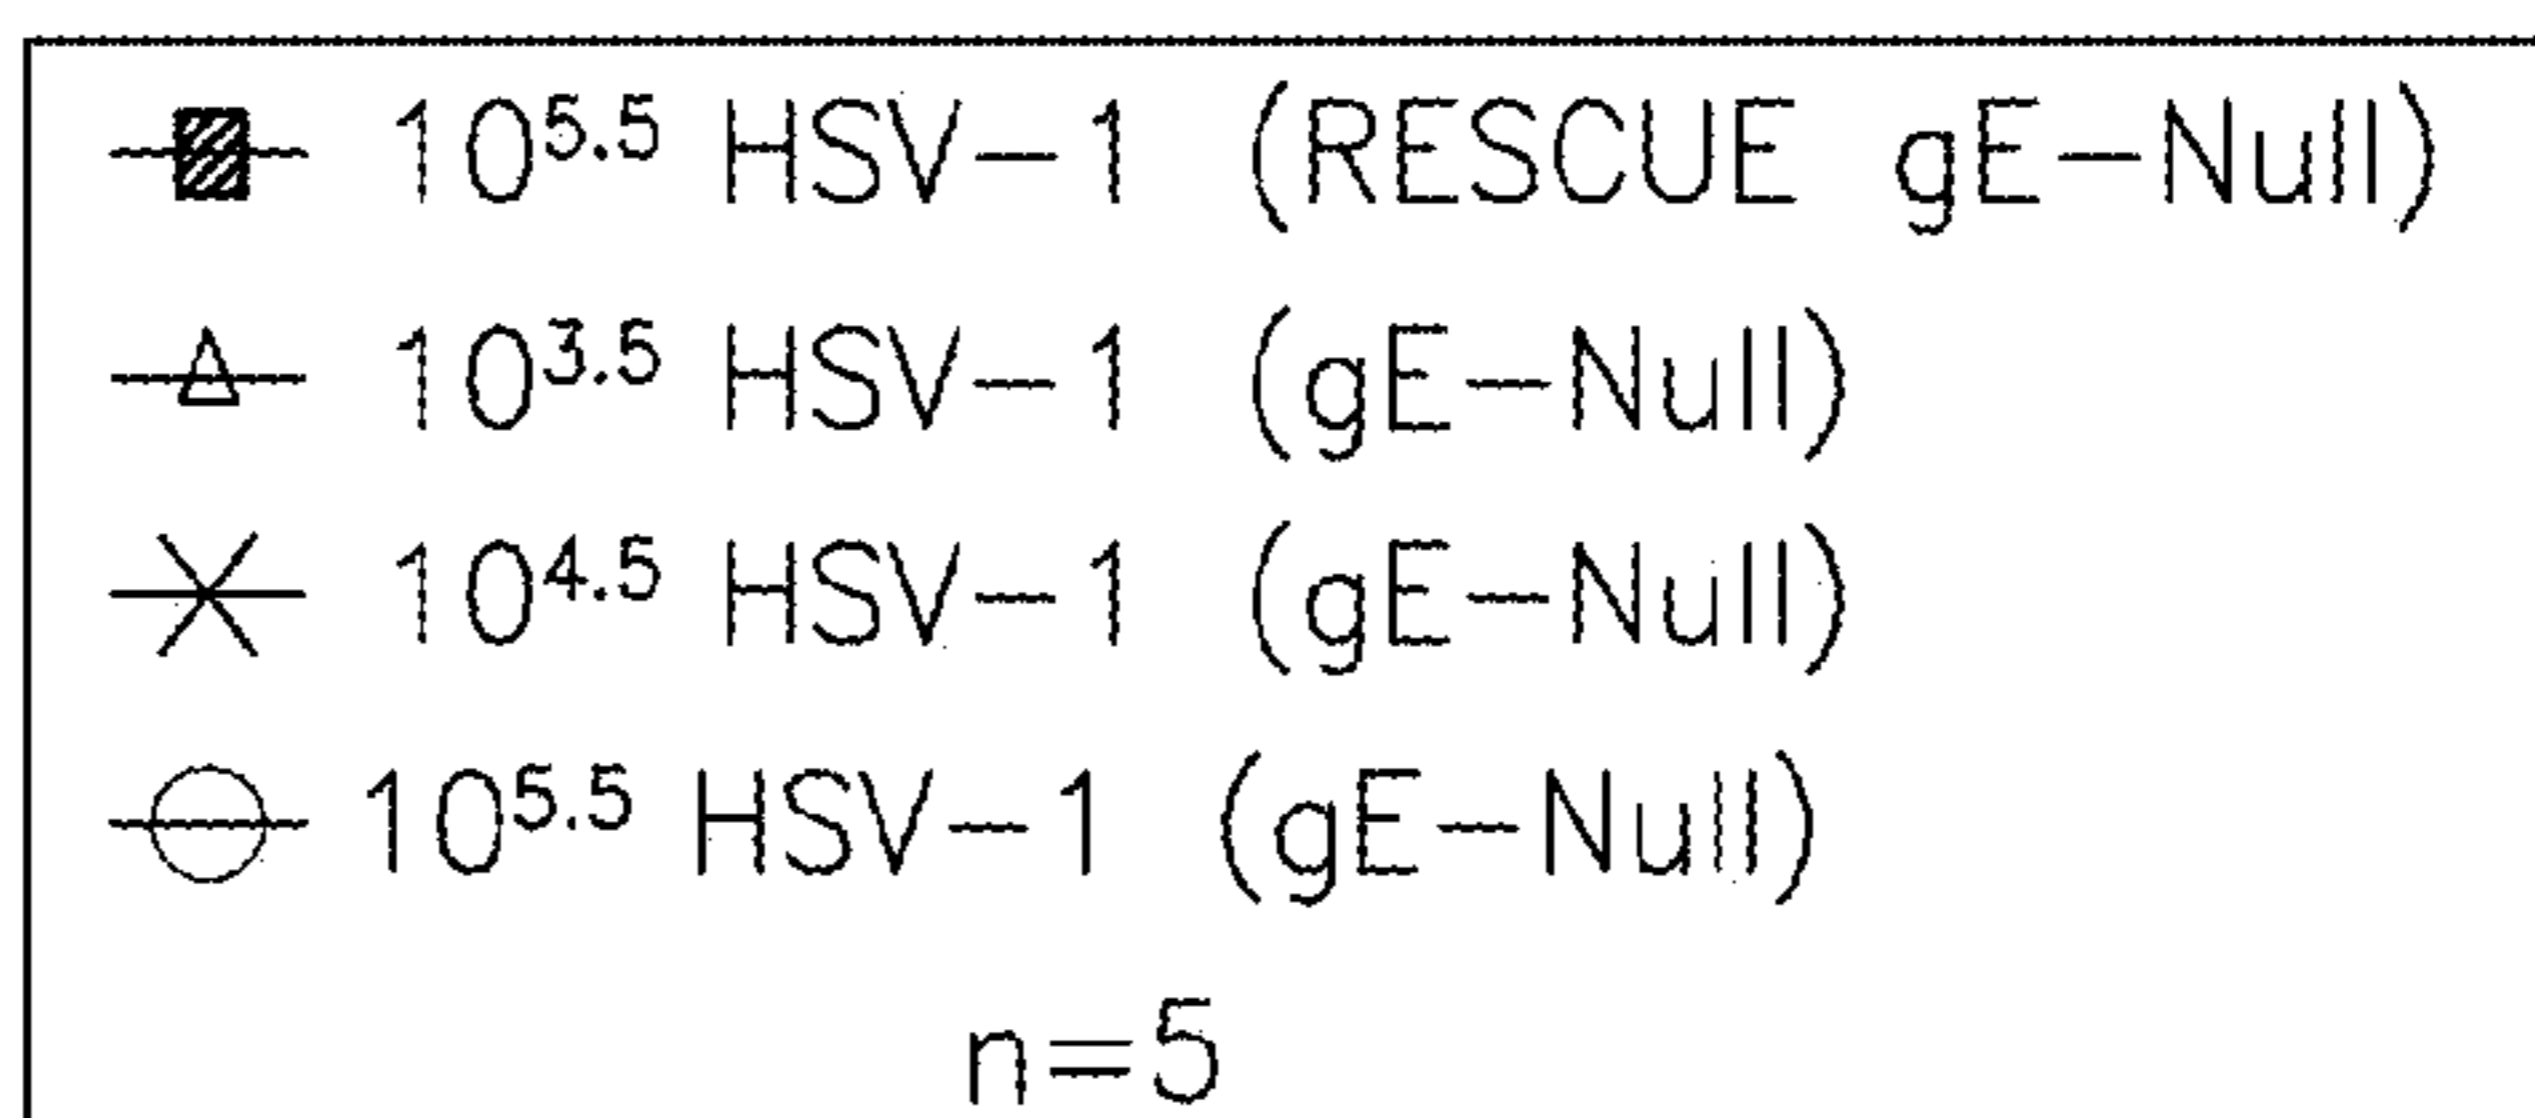 10^5.5 HSV-1 (RESCUE gE-Null)
10^3.5 HSV-1 (gE-Null)
10^4.5 HSV-1 (gE-Null)
10^5.5 HSV-1 (gE-Null)
n=5